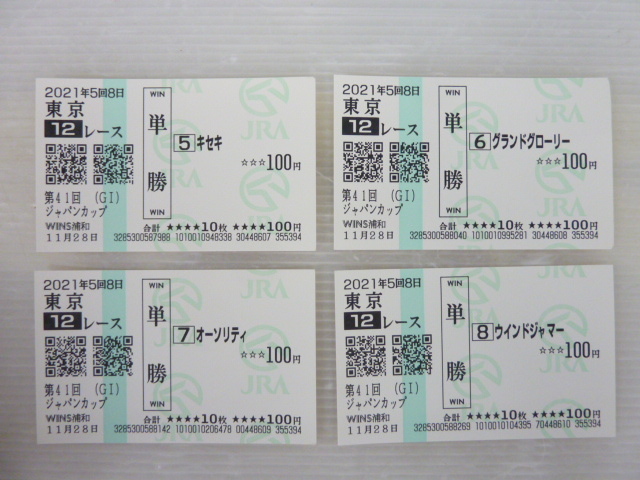 2021年5回8日
東京
12 レース
第41回 (GI)
ジャパンカップ
WINS浦和
11月28日
WIN
単勝
WIN
5 キセキ
☆☆☆100円
合計 ★★★★10枚 ★★★★100円
3285300587988 1010010948338 30448607 355394
JRA
2021年5回8日
東京
12 レース
第41回 (GI)
ジャパンカップ
WINS浦和
11月28日
WIN
単勝
WIN
6 グランドグローリー
☆☆☆100円
合計 ★★★★10枚 ★★★★100円
3285300588040 1010010995281 30448608 355394
JRA
2021年5回8日
東京
12 レース
第41回 (GI)
ジャパンカップ
WINS浦和
11月28日
WIN
単勝
WIN
7 オーソリティ
☆☆☆100円
合計 ★★★★10枚 ★★★★100円
3285300588142 1010010206478 00448609 355394
JRA
2021年5回8日
東京
12 レース
第41回 (GI)
ジャパンカップ
WINS浦和
11月28日
WIN
単勝
WIN
8 ウインドジャマー
☆☆☆100円
合計 ★★★★10枚 ★★★★100円
3285300588269 1010010104395 70448610 355394
JRA